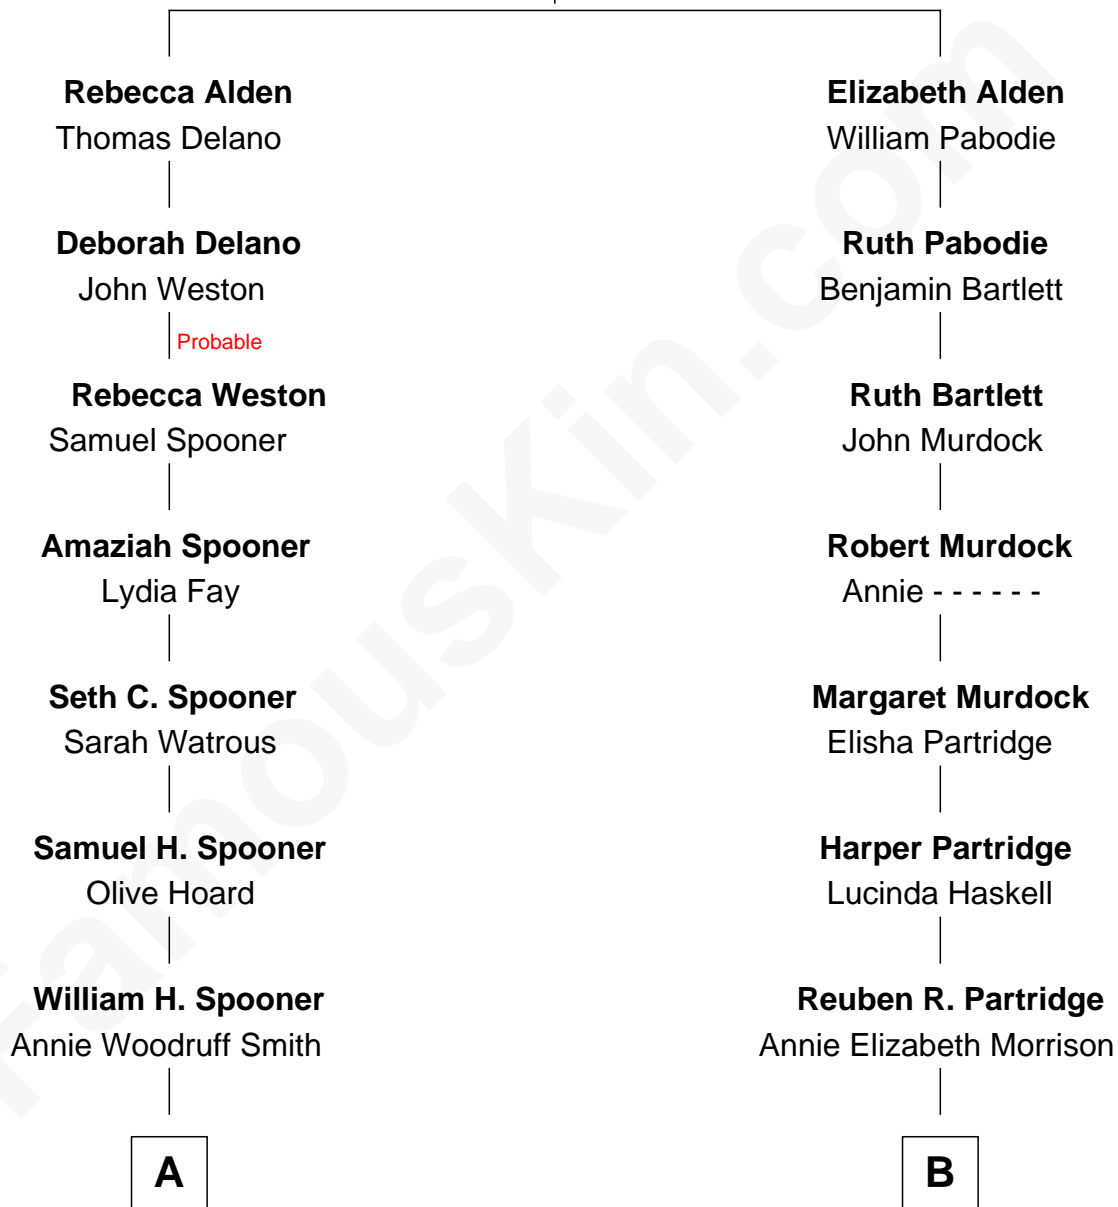 Rebecca Alden
Thomas Delano
Deborah Delano
John Weston
Probable
Rebecca Weston
Samuel Spooner
Amaziah Spooner
Lydia Fay
Seth C. Spooner
Sarah Watrous
Samuel H. Spooner
Olive Hoard
William H. Spooner
Annie Woodruff Smith
A
Elizabeth Alden
William Pabodie
Ruth Pabodie
Benjamin Bartlett
Ruth Bartlett
John Murdock
Robert Murdock
Annie - - - - - -
Margaret Murdock
Elisha Partridge
Harper Partridge
Lucinda Haskell
Reuben R. Partridge
Annie Elizabeth Morrison
B
FamousKin.com